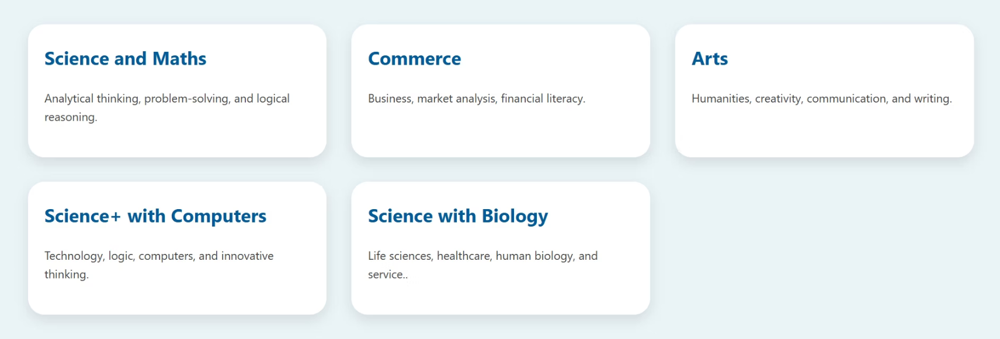 Science and Maths
Analytical thinking, problem-solving, and logical
reasoning.
Commerce
Business, market analysis, financial literacy.
Arts
Humanities, creativity, communication, and writing.
Science+ with Computers
Technology, logic, computers, and innovative
thinking.
Science with Biology
Life sciences, healthcare, human biology, and
service..